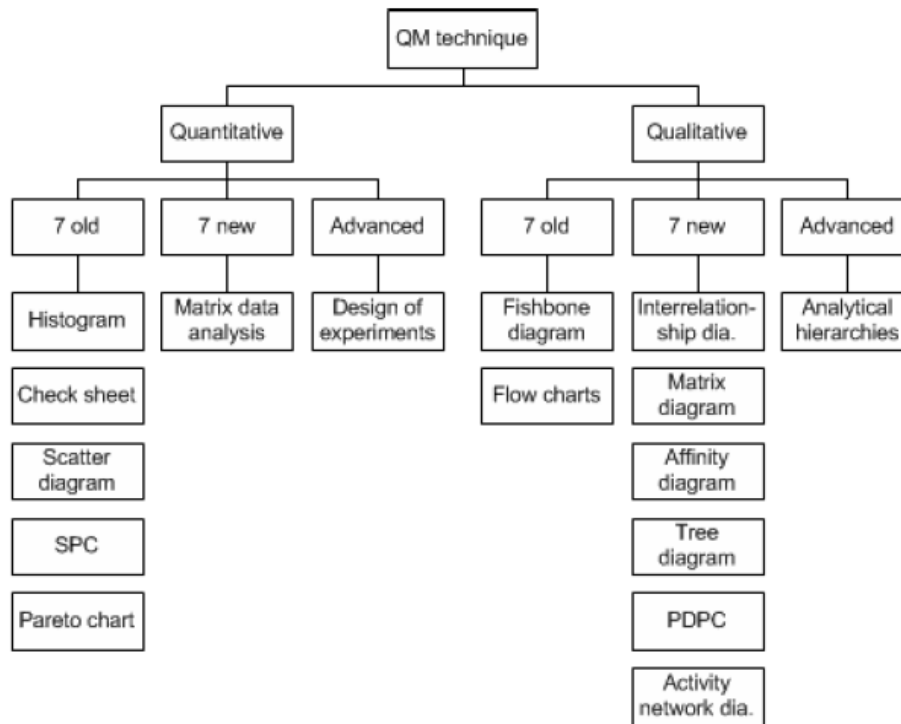 QM technique
Quantitative
Qualitative
7 old
7 new
Advanced
7 old
7 new
Advanced
Histogram
Matrix data
analysis
Design of
experiments
Fishbone
diagram
Interrelation-
ship dia.
Analytical
hierarchies
Check sheet
Flow charts
Matrix
diagram
Scatter
diagram
Affinity
diagram
SPC
Tree
diagram
Pareto chart
PDPC
Activity
network dia.